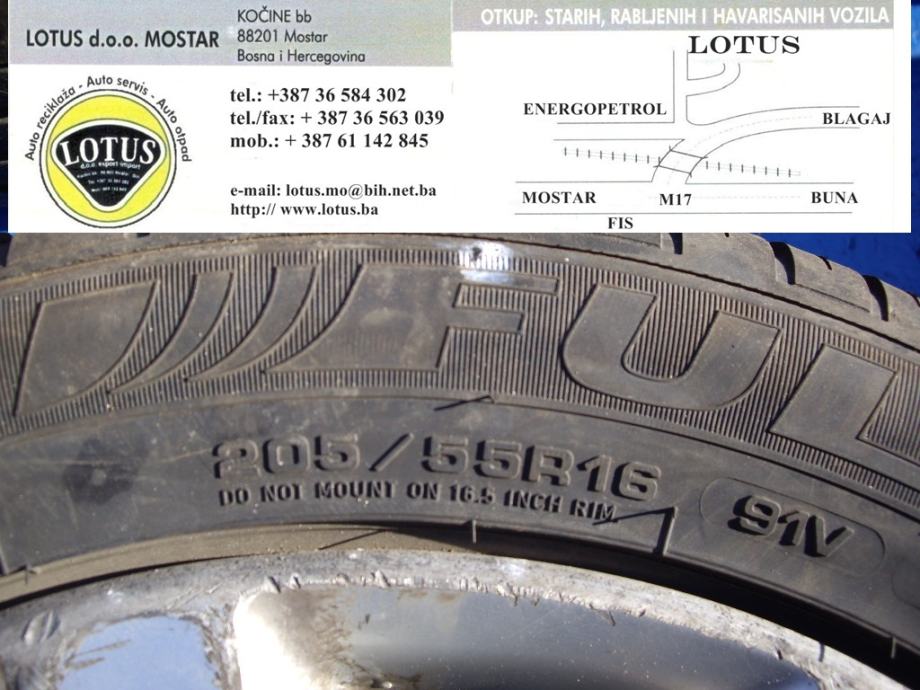 LOTUS d.o.o. MOSTAR
KOČINE bb
88201 Mostar
Bosna i Hercegovina
Auto reciklaža - Auto servis - Auto otpad
LOTUS
d.o.o. export-import
tel.: +387 36 584 302
tel./fax: + 387 36 563 039
mob.: + 387 61 142 845
e-mail: lotus.mo@bih.net.ba
http:// www.lotus.ba
OTKUP: STARIH, RABLJENIH I HAVARISANIH VOZILA
LOTUS
ENERGOPETROL
BLAGAJ
MOSTAR
M17
BUNA
FIS
FUL
205/55R16
DO NOT MOUNT ON 16.5 INCH RIM
91V